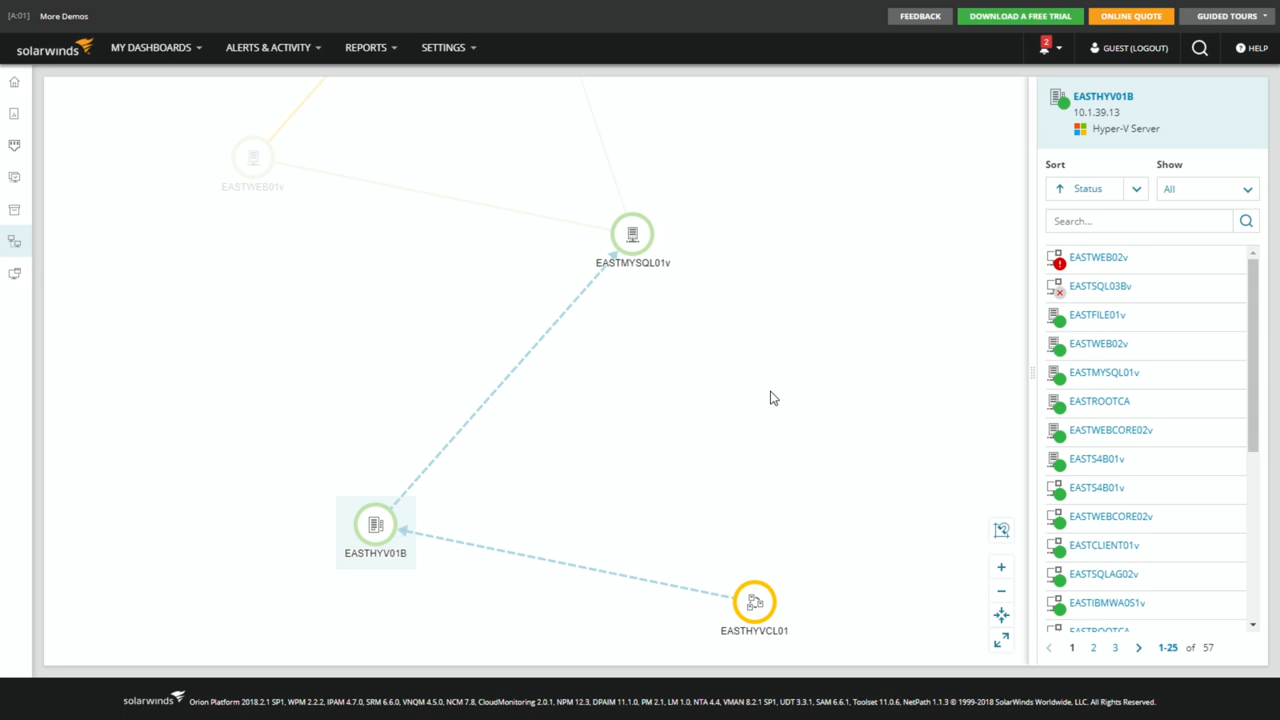 [A:01] More Demos FEEDBACK DOWNLOAD A FREE TRIAL ONLINE QUOTE GUIDED TOURS
solarwinds MY DASHBOARDS ALERTS & ACTIVITY REPORTS SETTINGS 2 GUEST (LOGOUT) HELP
EASTWEB01v
EASTMYSQL01v
EASTHYV01B
EASTHYVCL01
EASTHYV01B
10.1.39.13
Hyper-V Server
Sort Show
Status All
Search...
EASTWEB02v
EASTSQL03Bv
EASTFILE01v
EASTWEB02v
EASTMYSQL01v
EASTROOTCA
EASTWEBCORE02v
EASTS4B01v
EASTS4B01v
EASTWEBCORE02v
EASTCLIENT01v
EASTSQLAG02v
EASTIBMWA0S1v
EASTROOTCA
1 2 3 1-25 of 57
solarwinds Orion Platform 2018.2.1 SP1, WPM 2.2.2, IPAM 4.7.0, SRM 6.6.0, VNQM 4.5.0, NCM 7.8, CloudMonitoring 2.0.1, NPM 12.3, DPAIM 11.1.0, PM 2.1, LM 1.0, NTA 4.4, VMAN 8.2.1 SP1, UDT 3.3.1, SAM 6.6.1, Toolset 11.0.6, NetPath 1.1.3 © 1999-2018 SolarWinds Worldwide, LLC. All Rights Reserved.